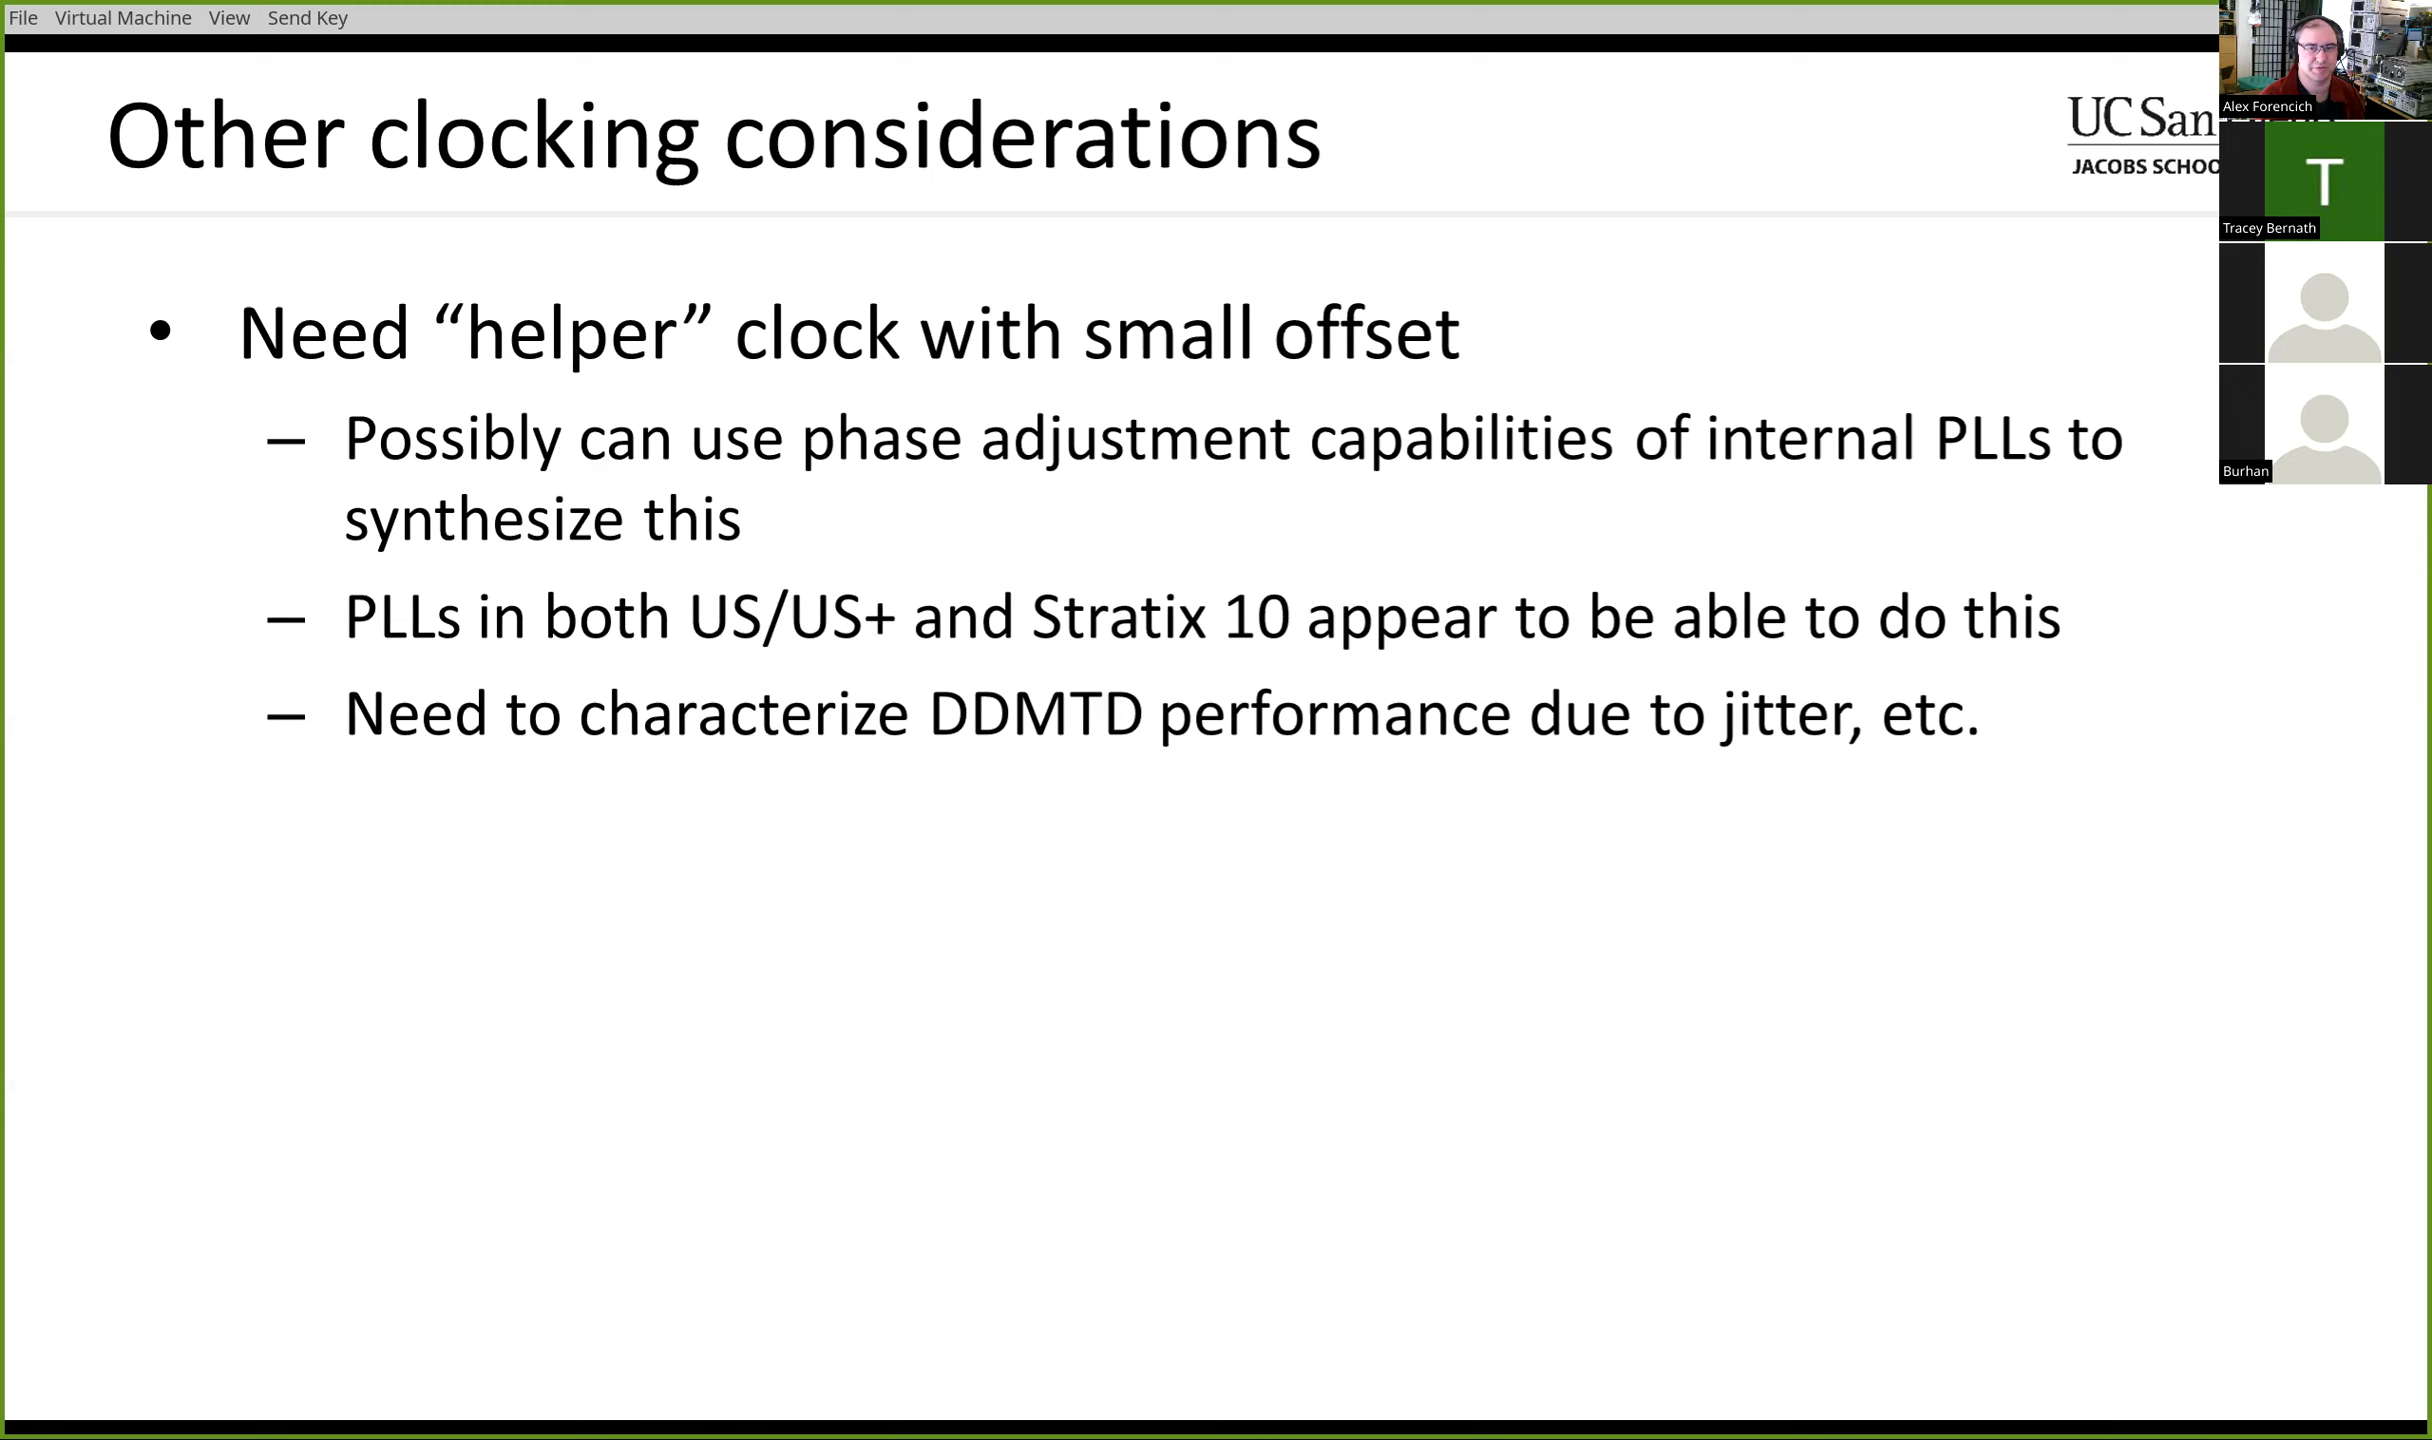 File Virtual Machine View Send Key
Other clocking considerations
UC San
JACOBS SCHOO
Alex Forencich
T
Tracey Bernath
Burhan
• Need “helper” clock with small offset
– Possibly can use phase adjustment capabilities of internal PLLs to
synthesize this
– PLLs in both US/US+ and Stratix 10 appear to be able to do this
– Need to characterize DDMTD performance due to jitter, etc.